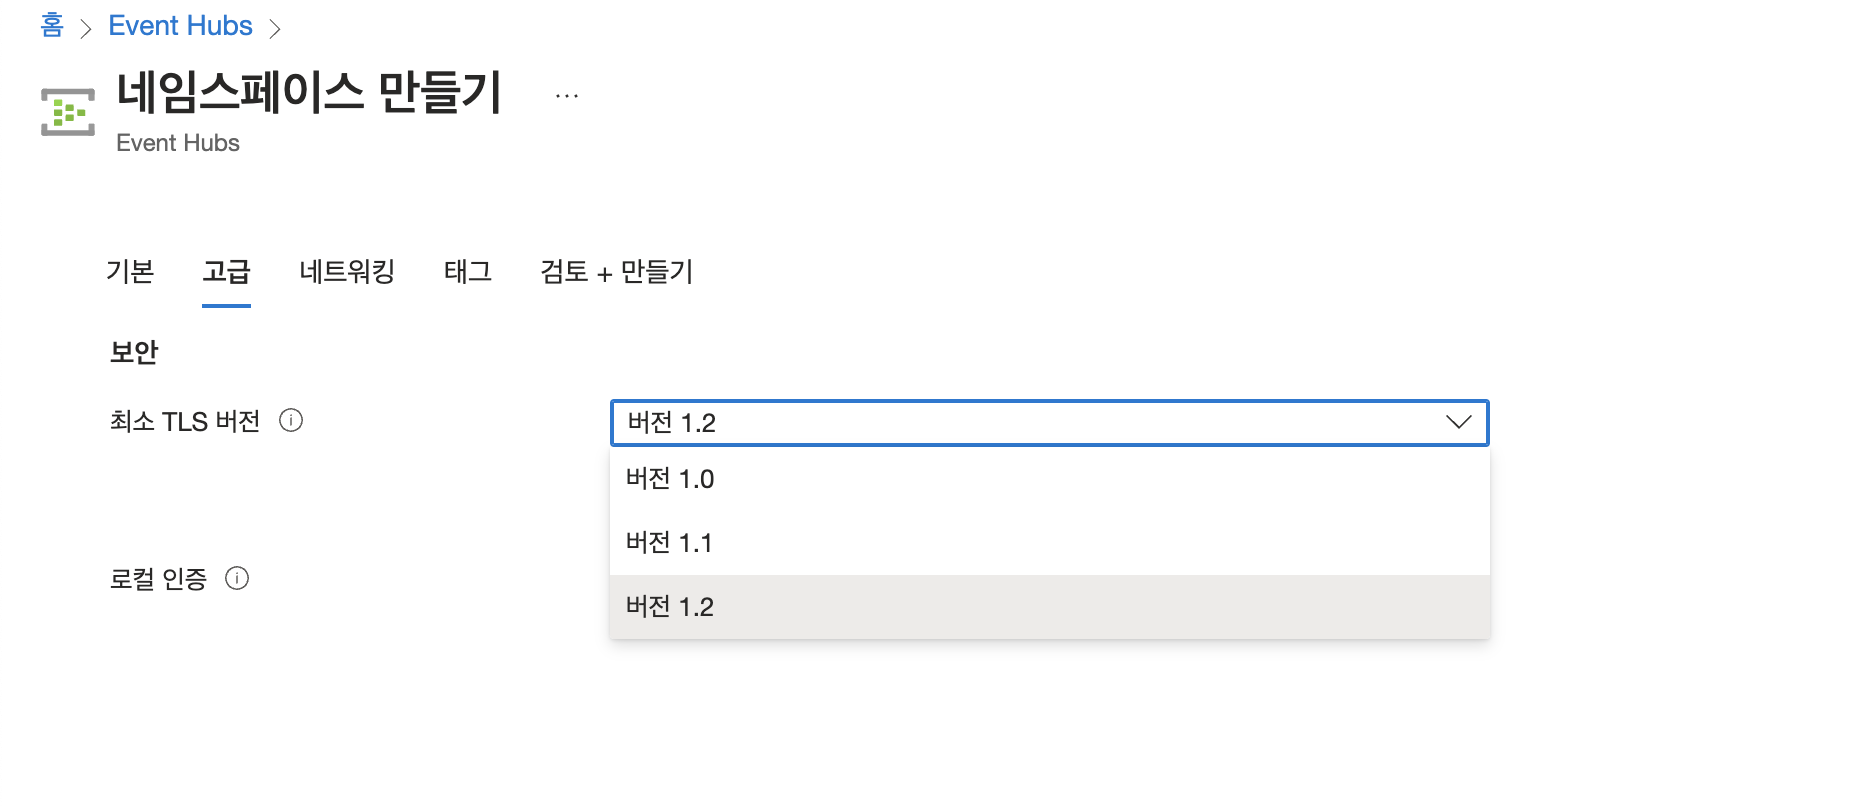 홈 > Event Hubs >
네임스페이스 만들기 ...
Event Hubs
기본 고급 네트워킹 태그 검토 + 만들기
보안
최소 TLS 버전 버전 1.2
버전 1.0
버전 1.1
로컬 인증
버전 1.2